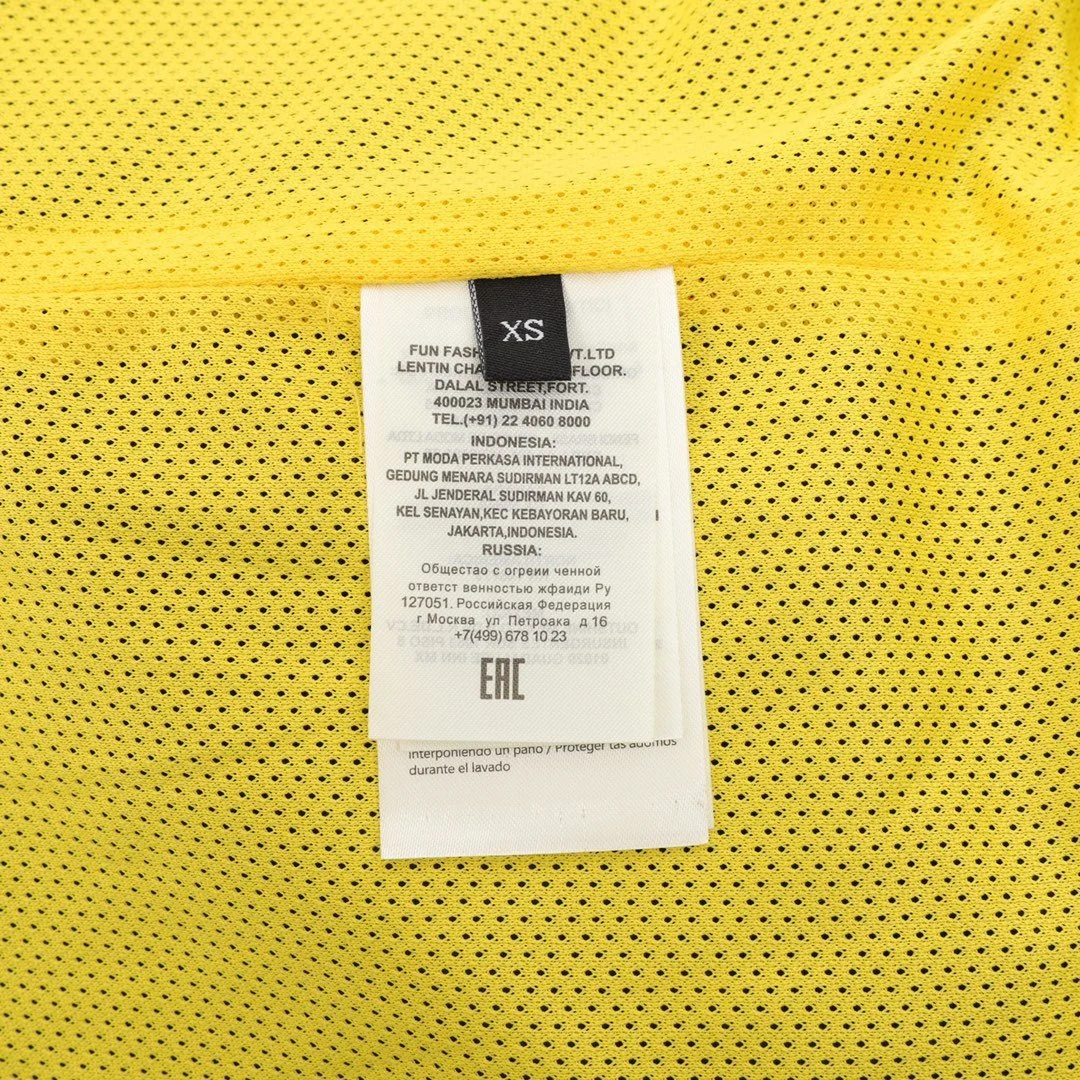 XS
FUN FASH VT.LTD
LENTIN CHA FLOOR.
DALAL STREET,FORT.
400023 MUMBAI INDIA
TEL.(+91) 22 4060 8000
INDONESIA:
PT MODA PERKASA INTERNATIONAL,
GEDUNG MENARA SUDIRMAN LT12A ABCD,
JL JENDERAL SUDIRMAN KAV 60,
KEL SENAYAN,KEC KEBAYORAN BARU,
JAKARTA,INDONESIA.
RUSSIA:
Общестао с огреии ченной
ответст венностью жфаиди Ру
127051. Российская Федерация
г Москва ул Петроака д 16
+7(499) 678 10 23
EAC
interponiendo un paño / Proteger las adornos
durante el lavado